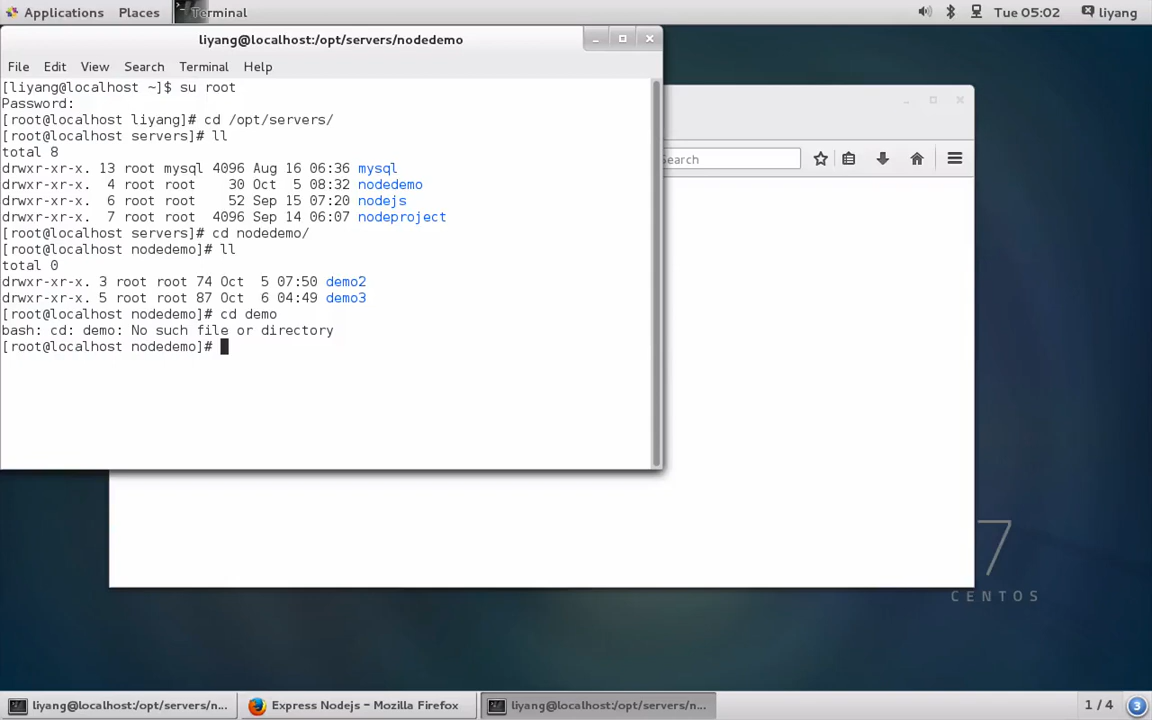 Applications Places Terminal Tue 05:02 liyang
liyang@localhost:/opt/servers/nodedemo
File Edit View Search Terminal Help
[liyang@localhost ~]$ su root
Password:
[root@localhost liyang]# cd /opt/servers/
[root@localhost servers]# ll
total 8
drwxr-xr-x. 13 root mysql 4096 Aug 16 06:36 mysql
drwxr-xr-x.  4 root root    30 Oct  5 08:32 nodedemo
drwxr-xr-x.  6 root root    52 Sep 15 07:20 nodejs
drwxr-xr-x.  7 root root  4096 Sep 14 06:07 nodeproject
[root@localhost servers]# cd nodedemo/
[root@localhost nodedemo]# ll
total 0
drwxr-xr-x. 3 root root 74 Oct  5 07:50 demo2
drwxr-xr-x. 5 root root 87 Oct  6 04:49 demo3
[root@localhost nodedemo]# cd demo
bash: cd: demo: No such file or directory
[root@localhost nodedemo]#
Search
7
CENTOS
liyang@localhost:/opt/servers/n... Express Nodejs - Mozilla Firefox liyang@localhost:/opt/servers/n... 1 / 4 3